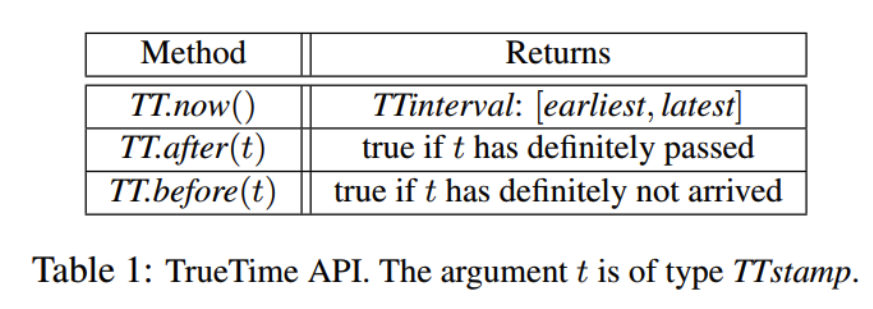 Method Returns
TT.now() TTinterval: [earliest, latest]
TT.after(t) true if t has definitely passed
TT.before(t) true if t has definitely not arrived
Table 1: TrueTime API. The argument t is of type TTstamp.